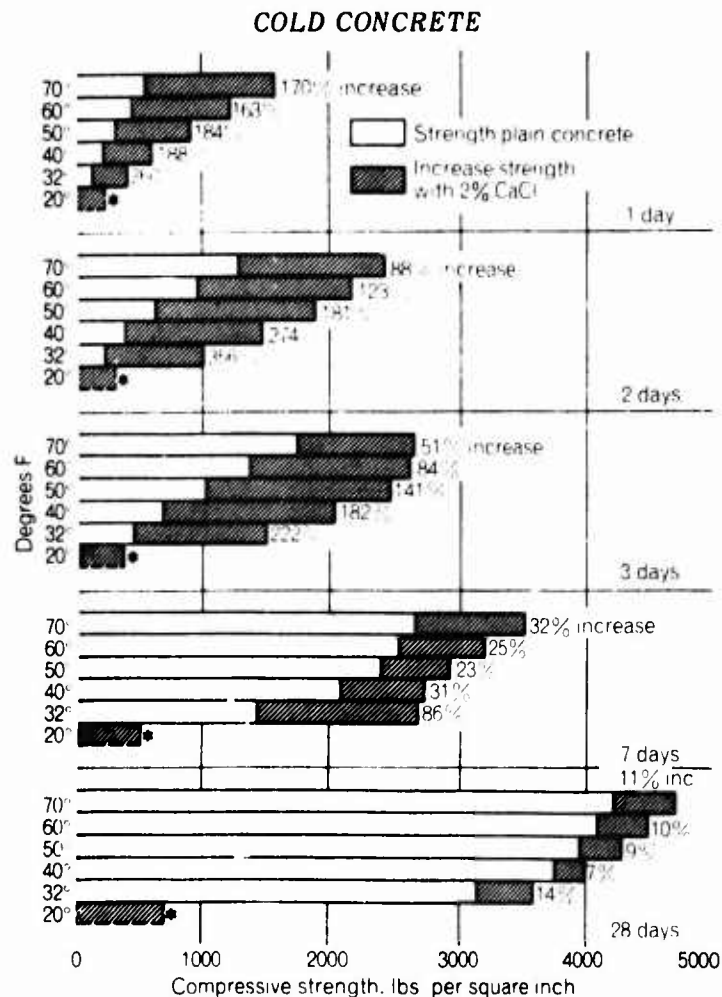 COLD CONCRETE
70° 170% increase
60° 163%
50° 184%
40 188
32
20° *
Strength plain concrete
Increase strength
with 2% CaCl
1 day
70° 88% increase
60 123
50 181%
40 274
32 356
20° *
2 days
Degrees F
70° 51% increase
60° 84%
50° 141%
40° 182%
32° 222%
20° *
3 days
70° 32% increase
60° 25%
50 23%
40° 31%
32° 86%
20° *
7 days
70° 11% inc
60° 10%
50° 9%
40° 7%
32° 14%
20° *
28 days
0 1000 2000 3000 4000 5000
Compressive strength. lbs per square inch